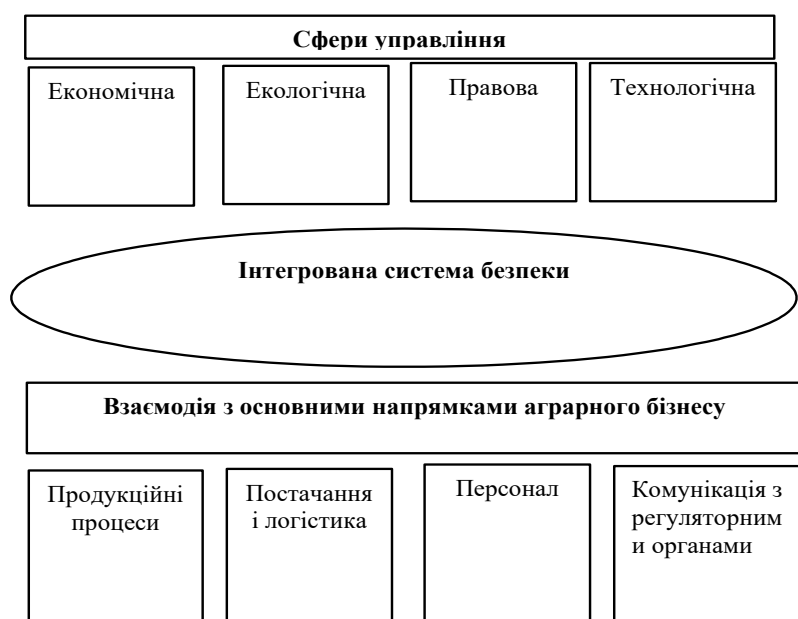 Сфери управління
Економічна
Екологічна
Правова
Технологічна
Інтегрована система безпеки
Взаємодія з основними напрямками аграрного бізнесу
Продукційні
процеси
Постачання
і логістика
Персонал
Комунікація з
регуляторним
и органами